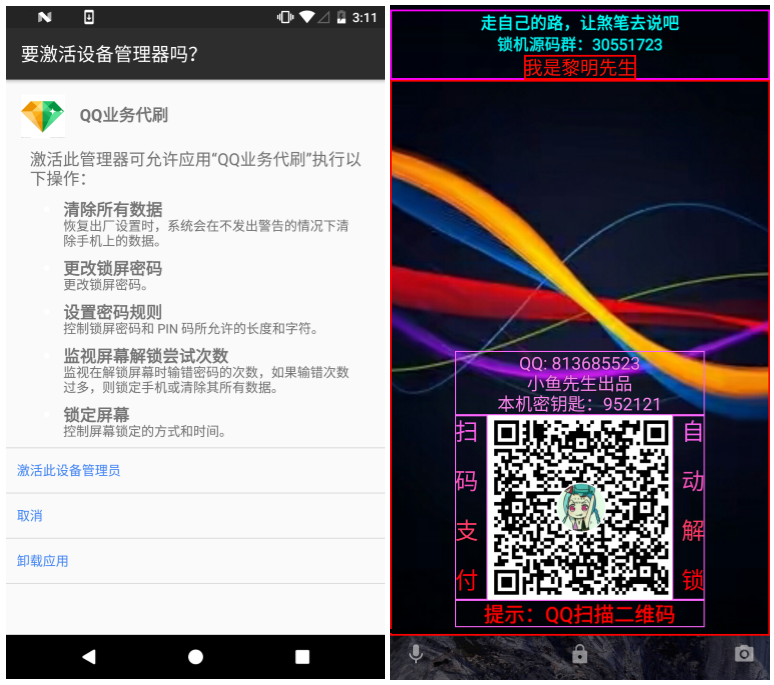 3:11
要激活设备管理器吗？
QQ业务代刷
激活此管理器可允许应用“QQ业务代刷”执行以
下操作：
清除所有数据
恢复出厂设置时，系统会在不发出警告的情况下清
除手机上的数据。
更改锁屏密码
更改锁屏密码。
设置密码规则
控制锁屏密码和 PIN 码所允许的长度和字符。
监视屏幕解锁尝试次数
监视在解锁屏幕时输错密码的次数，如果输错次数
过多，则锁定手机或清除其所有数据。
锁定屏幕
控制屏幕锁定的方式和时间。
激活此设备管理员
取消
卸载应用
走自己的路，让煞笔去说吧
锁机源码群：30551723
我是黎明先生
QQ: 813685523
小鱼先生出品
本机密钥匙：952121
扫码支付
自动解锁
提示：QQ扫描二维码